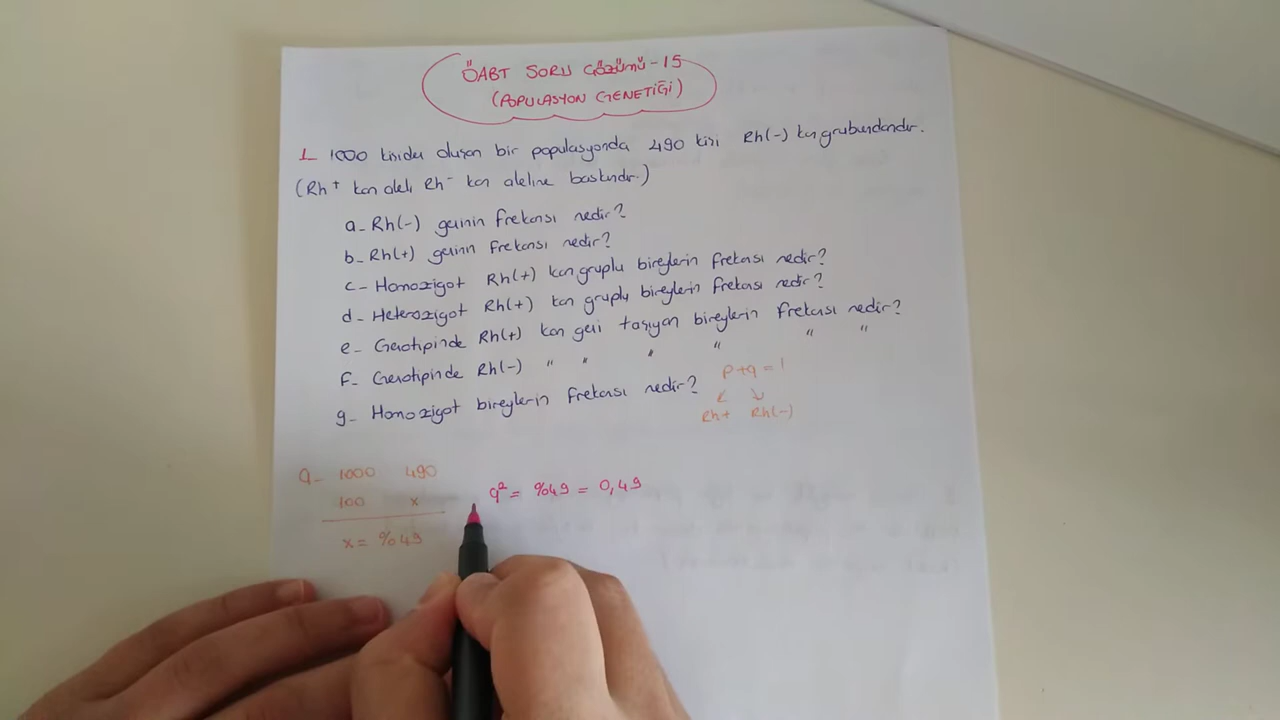 ÖABT SORU ÇÖZÜMÜ-15
(POPULASYON GENETİĞİ)
1- 1000 kişiden oluşan bir populasyonda 490 kişi Rh(-) kan grubundandır.
(Rh+ kan aleli Rh- kan aleline baskındır.)
a- Rh(-) geninin frekansı nedir?
b- Rh(+) geninin frekansı nedir?
c- Homozigot Rh(+) kan gruplu bireylerin frekansı nedir?
d- Heterozigot Rh(+) kan gruplu bireylerin frekansı nedir?
e- Genotipinde Rh(+) kan geni taşıyan bireylerin frekansı nedir?
f- Genotipinde Rh(-) " " " " " "
g- Homozigot bireylerin frekansı nedir?
p+q=1
Rh+ Rh(-)
a- 1000 490
100 x
x= %49
q²= %49 = 0,49